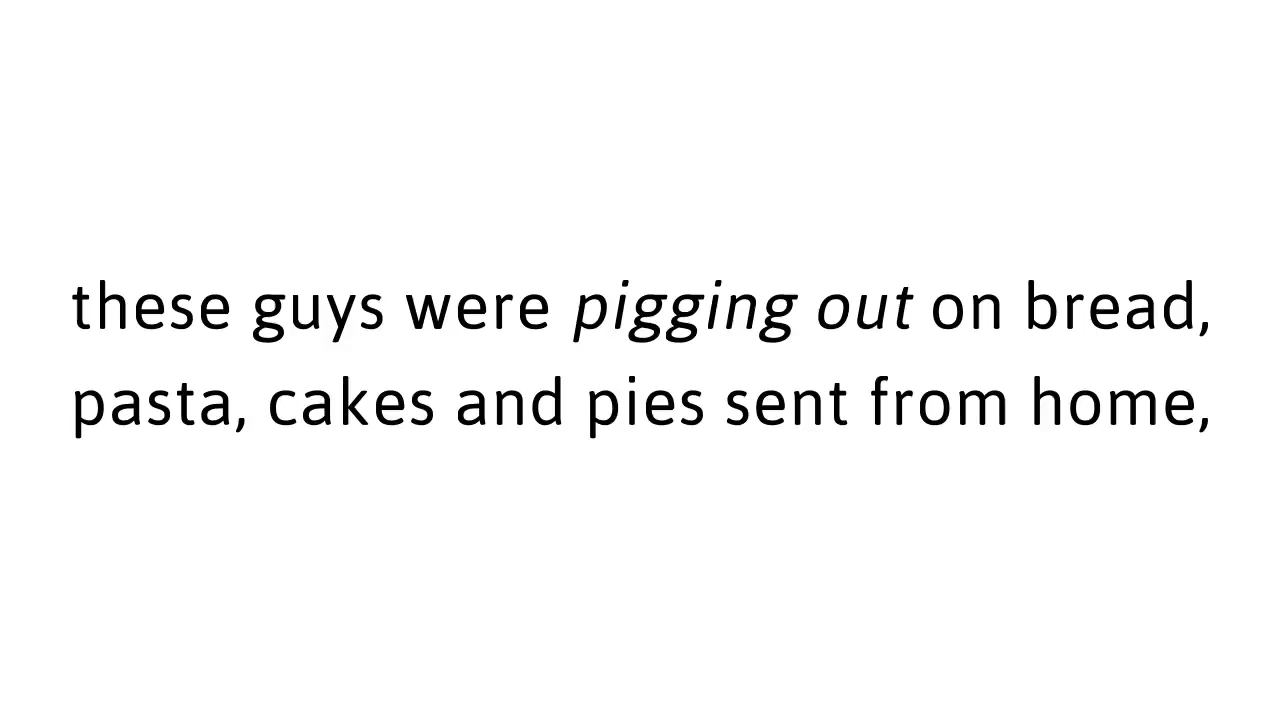 these guys were pigging out on bread,
pasta, cakes and pies sent from home,